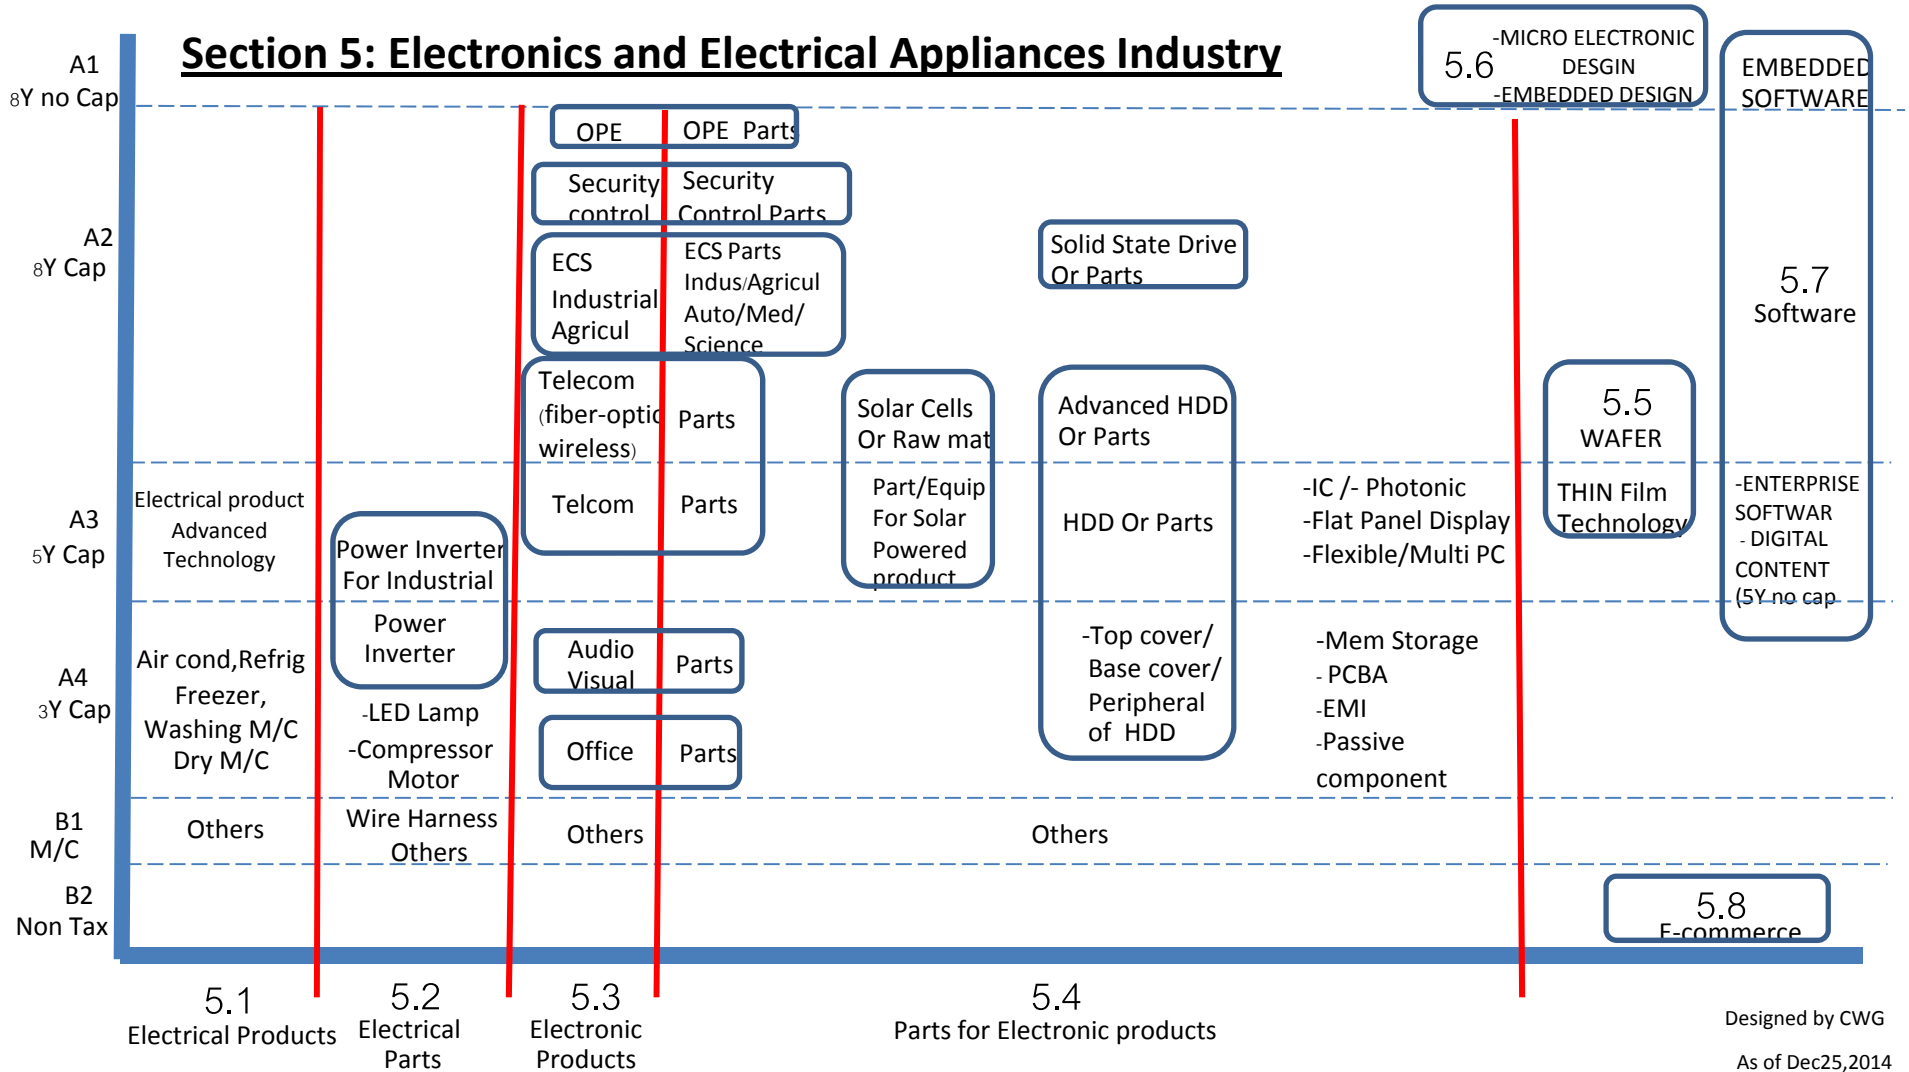 Section 5: Electronics and Electrical Appliances Industry
A1
8Y no Cap
5.6
-MICRO ELECTRONIC
DESGIN
-EMBEDDED DESIGN
EMBEDDED
SOFTWARE
OPE
OPE Parts
Security
control
Security
Control Parts
A2
8Y Cap
ECS
Industrial
Agricul
ECS Parts
Indus/Agricul
Auto/Med/
Science
Solid State Drive
Or Parts
5.7
Software
Telecom
(fiber-optic
wireless)
Parts
Solar Cells
Or Raw mat
Advanced HDD
Or Parts
5.5
WAFER
A3
5Y Cap
Electrical product
Advanced
Technology
Power Inverter
For Industrial
Telcom
Parts
Part/Equip
For Solar
Powered
product
HDD Or Parts
-IC /- Photonic
-Flat Panel Display
-Flexible/Multi PC
THIN Film
Technology
-ENTERPRISE
SOFTWAR
- DIGITAL
CONTENT
(5Y no cap
A4
3Y Cap
Air cond,Refrig
Freezer,
Washing M/C
Dry M/C
Power
Inverter
-LED Lamp
-Compressor
Motor
Audio
Visual
Parts
Office
Parts
-Top cover/
Base cover/
Peripheral
of HDD
-Mem Storage
- PCBA
-EMI
-Passive
component
B1
M/C
Others
Wire Harness
Others
Others
Others
B2
Non Tax
5.8
E-commerce
5.1
Electrical Products
5.2
Electrical
Parts
5.3
Electronic
Products
5.4
Parts for Electronic products
Designed by CWG
As of Dec25,2014